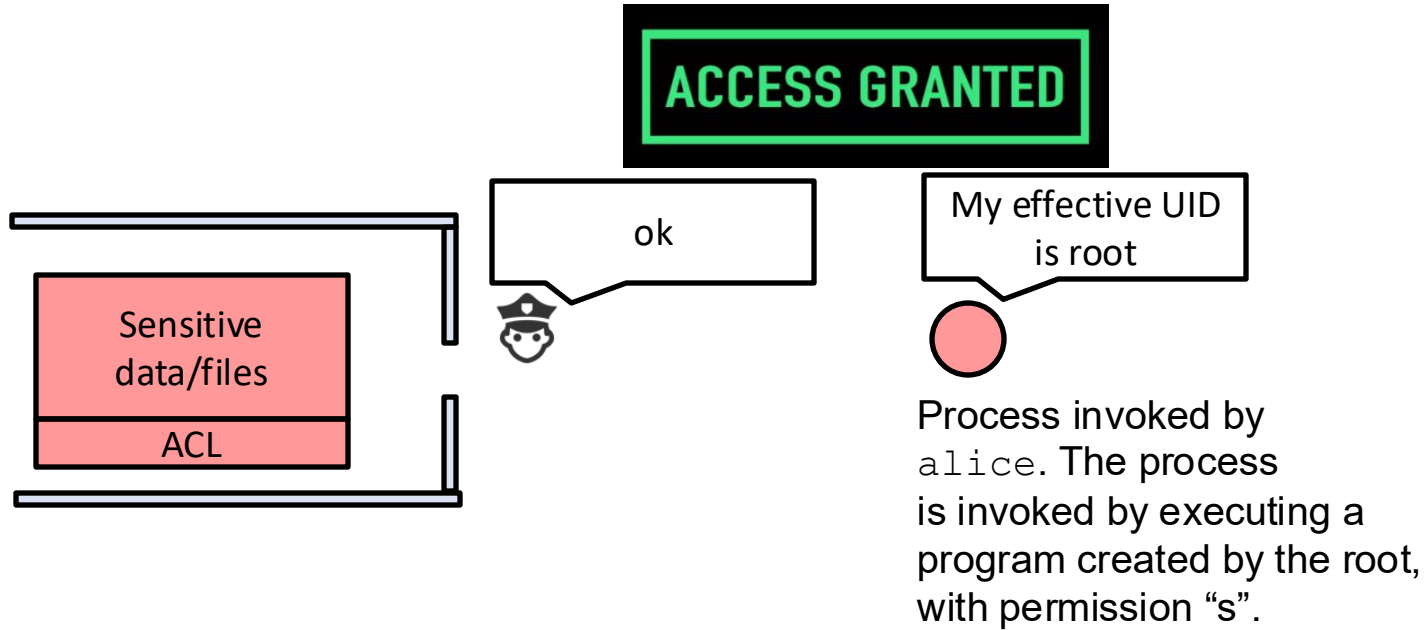 ACCESS GRANTED
ok
My effective UID
is root
Sensitive
data/files
ACL
Process invoked by
alice. The process
is invoked by executing a
program created by the root,
with permission “s”.